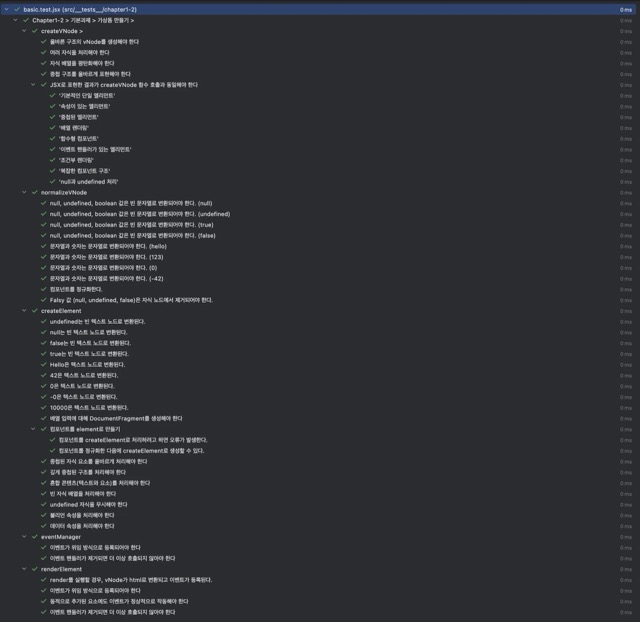 basic.test.jsx (src/__tests__/chapter1-2) 0 ms
Chapter1-2 > 기본과제 > 가상돔 만들기 > 0 ms
createVNode > 0 ms
올바른 구조의 vNode를 생성해야 한다 0 ms
여러 자식을 처리해야 한다 0 ms
자식 배열을 평탄화해야 한다 0 ms
중첩 구조를 올바르게 표현해야 한다 0 ms
JSX로 표현한 결과가 createVNode 함수 호출과 동일해야 한다 0 ms
'기본적인 단일 엘리먼트' 0 ms
'속성이 있는 엘리먼트' 0 ms
'중첩된 엘리먼트' 0 ms
'배열 렌더링' 0 ms
'함수형 컴포넌트' 0 ms
'이벤트 핸들러가 있는 엘리먼트' 0 ms
'조건부 렌더링' 0 ms
'복잡한 컴포넌트 구조' 0 ms
'null과 undefined 처리' 0 ms
normalizeVNode 0 ms
null, undefined, boolean 값은 빈 문자열로 변환되어야 한다. (null) 0 ms
null, undefined, boolean 값은 빈 문자열로 변환되어야 한다. (undefined) 0 ms
null, undefined, boolean 값은 빈 문자열로 변환되어야 한다. (true) 0 ms
null, undefined, boolean 값은 빈 문자열로 변환되어야 한다. (false) 0 ms
문자열과 숫자는 문자열로 변환되어야 한다. (hello) 0 ms
문자열과 숫자는 문자열로 변환되어야 한다. (123) 0 ms
문자열과 숫자는 문자열로 변환되어야 한다. (0) 0 ms
문자열과 숫자는 문자열로 변환되어야 한다. (-42) 0 ms
컴포넌트를 정규화한다. 0 ms
Falsy 값 (null, undefined, false)은 자식 노드에서 제거되어야 한다. 0 ms
createElement 0 ms
undefined는 빈 텍스트 노드로 변환된다. 0 ms
null는 빈 텍스트 노드로 변환된다. 0 ms
false는 빈 텍스트 노드로 변환된다. 0 ms
true는 빈 텍스트 노드로 변환된다. 0 ms
Hello은 텍스트 노드로 변환된다. 0 ms
42은 텍스트 노드로 변환된다. 0 ms
0은 텍스트 노드로 변환된다. 0 ms
-0은 텍스트 노드로 변환된다. 0 ms
10000은 텍스트 노드로 변환된다. 0 ms
배열 입력에 대해 DocumentFragment를 생성해야 한다 0 ms
컴포넌트를 element로 만들기 0 ms
컴포넌트를 createElement로 처리하려고 하면 오류가 발생한다. 0 ms
컴포넌트를 정규화한 다음에 createElement로 생성할 수 있다. 0 ms
중첩된 자식 요소를 올바르게 처리해야 한다 0 ms
깊게 중첩된 구조를 처리해야 한다 0 ms
혼합 콘텐츠(텍스트와 요소)를 처리해야 한다 0 ms
빈 자식 배열을 처리해야 한다 0 ms
undefined 자식을 무시해야 한다 0 ms
불리언 속성을 처리해야 한다 0 ms
데이터 속성을 처리해야 한다 0 ms
eventManager 0 ms
이벤트가 위임 방식으로 등록되어야 한다 0 ms
이벤트 핸들러가 제거되면 더 이상 호출되지 않아야 한다 0 ms
renderElement 0 ms
render를 실행할 경우, vNode가 html로 변환되고 이벤트가 등록된다. 0 ms
이벤트가 위임 방식으로 등록되어야 한다 0 ms
동적으로 추가된 요소에도 이벤트가 정상적으로 작동해야 한다 0 ms
이벤트 핸들러가 제거되면 더 이상 호출되지 않아야 한다 0 ms